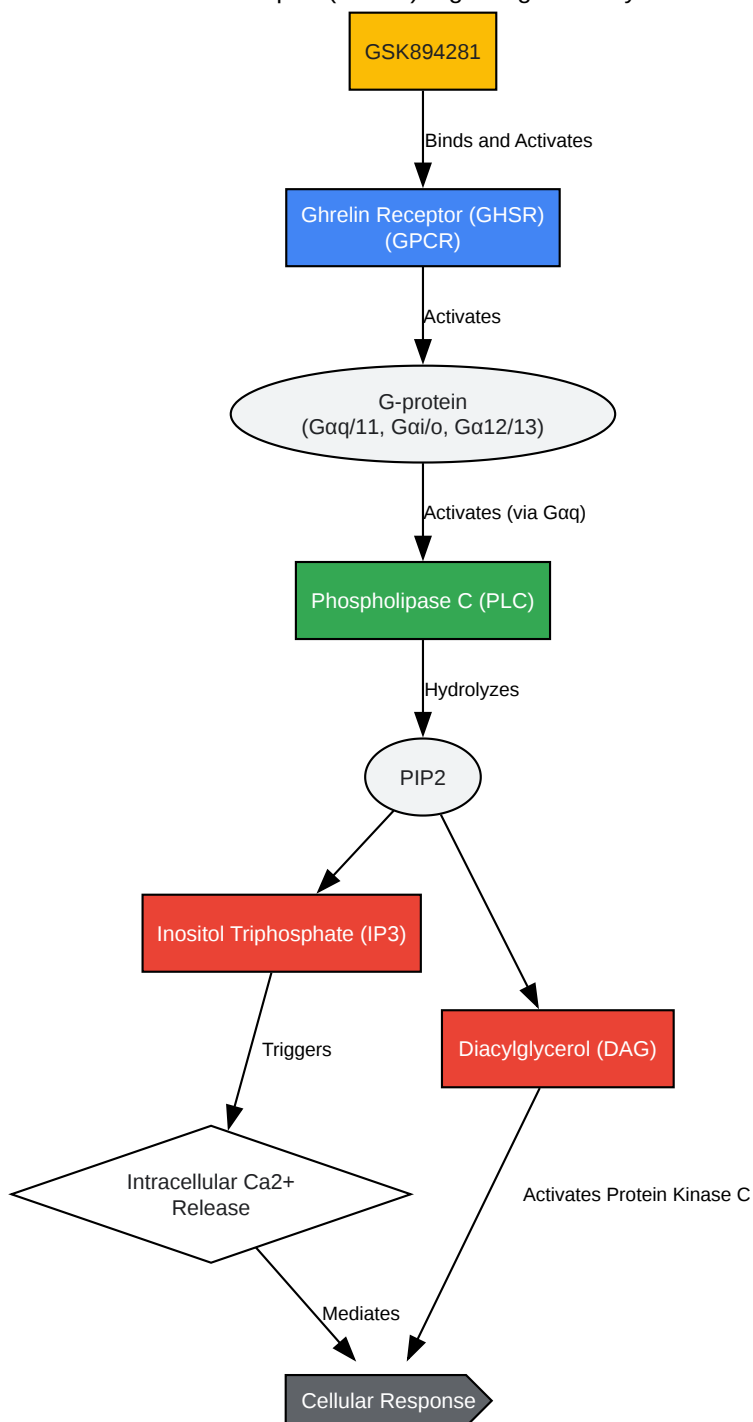 GSK894281
Binds and Activates
Ghrelin Receptor (GHSR)
(GPCR)
Activates
G-protein
(Gαq/11, Gαi/o, Gα12/13)
Activates (via Gαq)
Phospholipase C (PLC)
Hydrolyzes
PIP2
Inositol Triphosphate (IP3)
Diacylglycerol (DAG)
Triggers
Intracellular Ca2+
Release
Activates Protein Kinase C
Mediates
Cellular Response